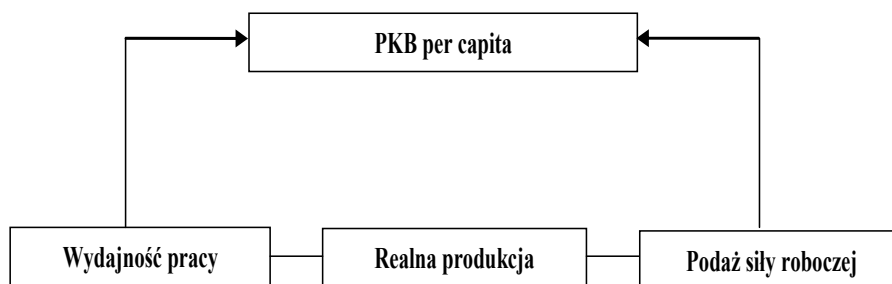 PKB per capita
Wydajność pracy
Realna produkcja
Podaż siły roboczej